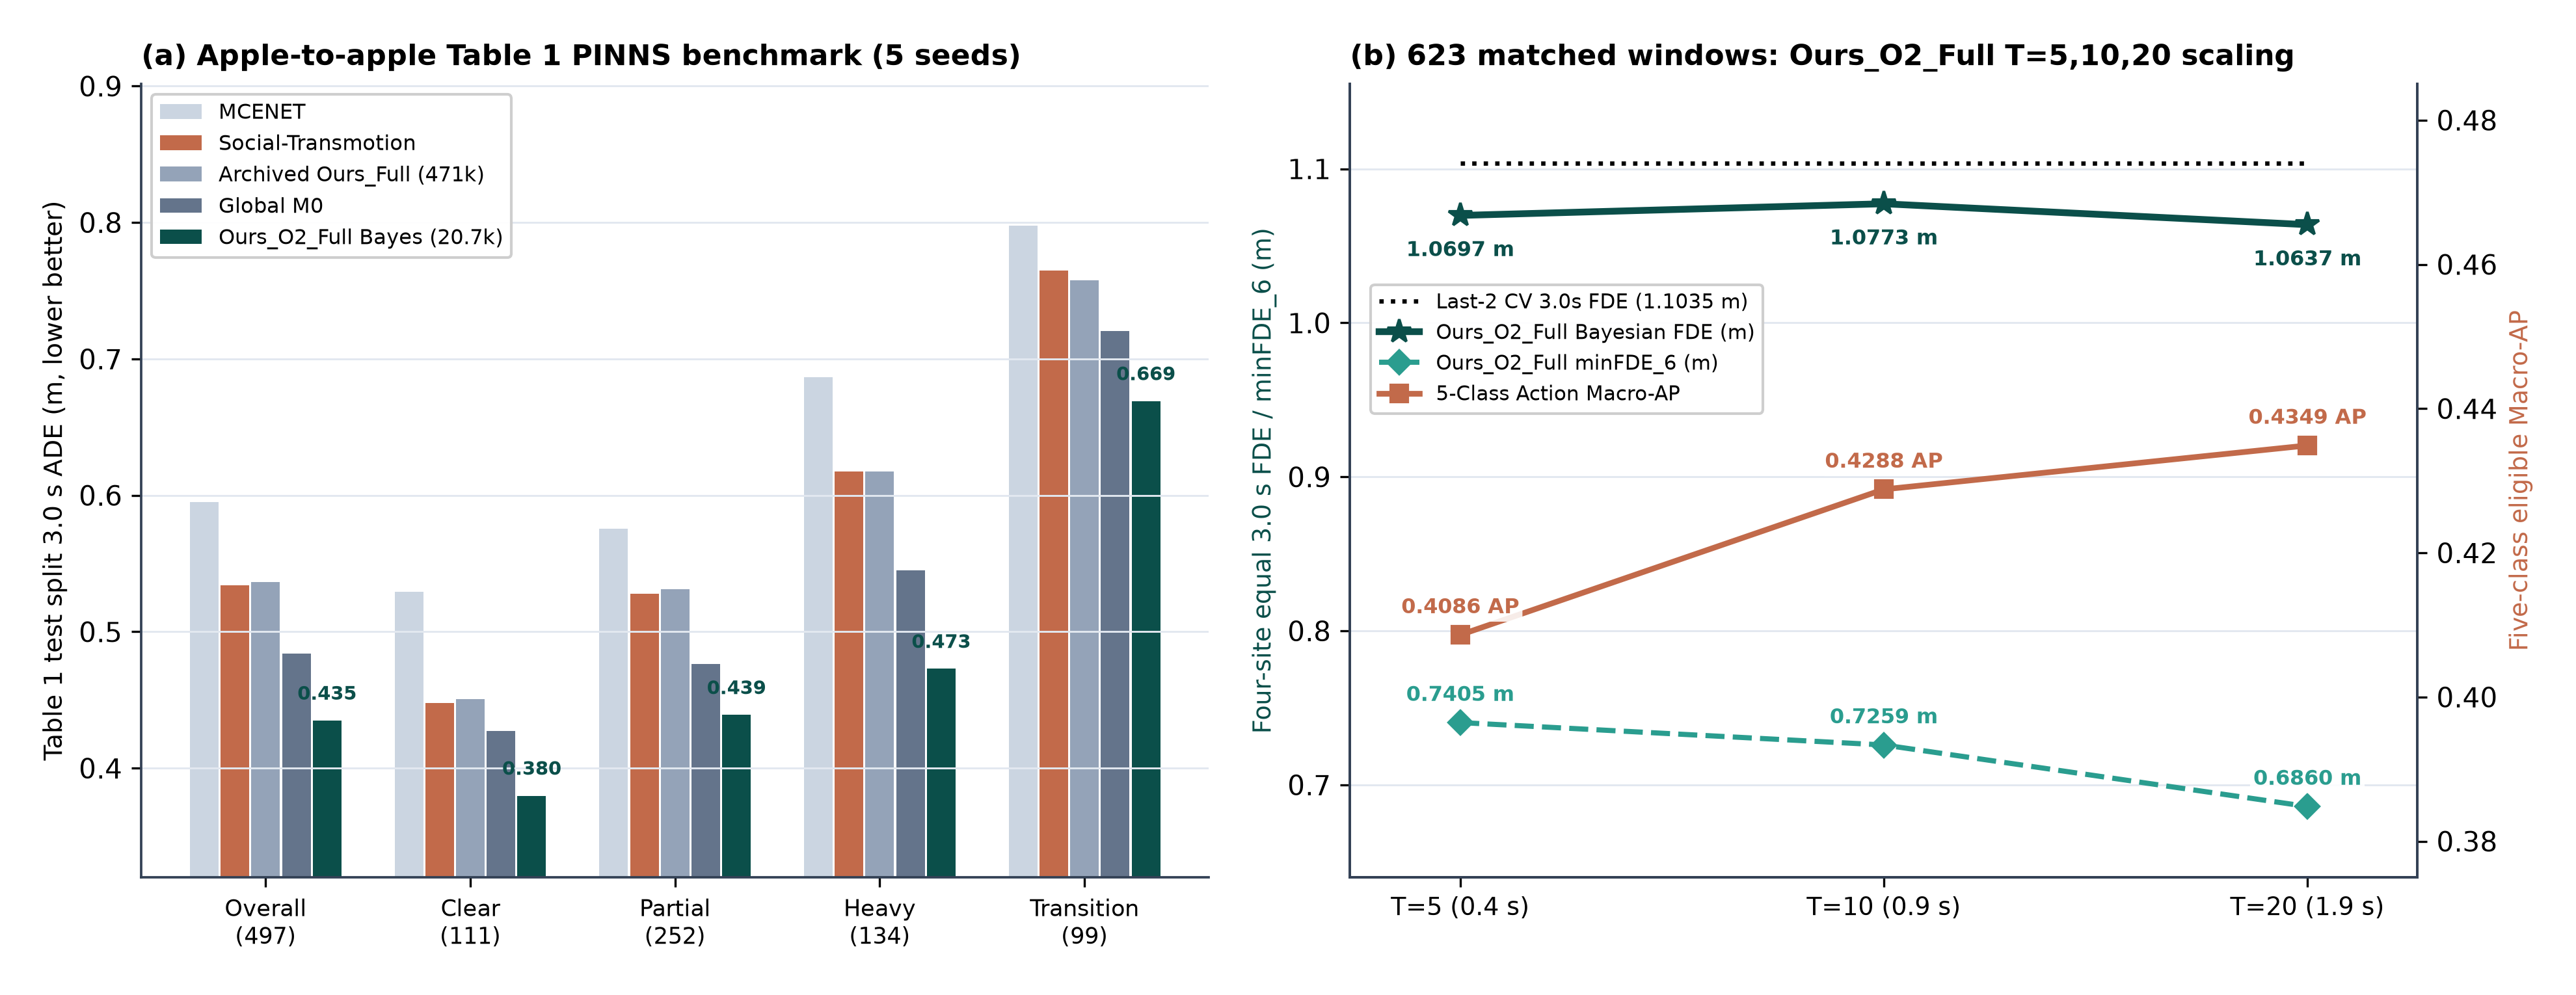 (a) Apple-to-apple Table 1 PINNS benchmark (5 seeds)
Table 1 test split 3.0 s ADE (m, lower better)
0.9
0.8
0.7
0.6
0.5
0.4
MCENET
Social-Transmotion
Archived Ours_Full (471k)
Global M0
Ours_O2_Full Bayes (20.7k)
0.435
0.380
0.439
0.473
0.669
Overall
(497)
Clear
(111)
Partial
(252)
Heavy
(134)
Transition
(99)
(b) 623 matched windows: Ours_O2_Full T=5,10,20 scaling
Four-site equal 3.0 s FDE / minFDE_6 (m)
1.1
1.0
0.9
0.8
0.7
1.0697 m
1.0773 m
1.0637 m
Last-2 CV 3.0s FDE (1.1035 m)
Ours_O2_Full Bayesian FDE (m)
Ours_O2_Full minFDE_6 (m)
5-Class Action Macro-AP
0.4086 AP
0.4288 AP
0.4349 AP
0.7405 m
0.7259 m
0.6860 m
T=5 (0.4 s)
T=10 (0.9 s)
T=20 (1.9 s)
0.48
0.46
0.44
0.42
0.40
0.38
Five-class eligible Macro-AP